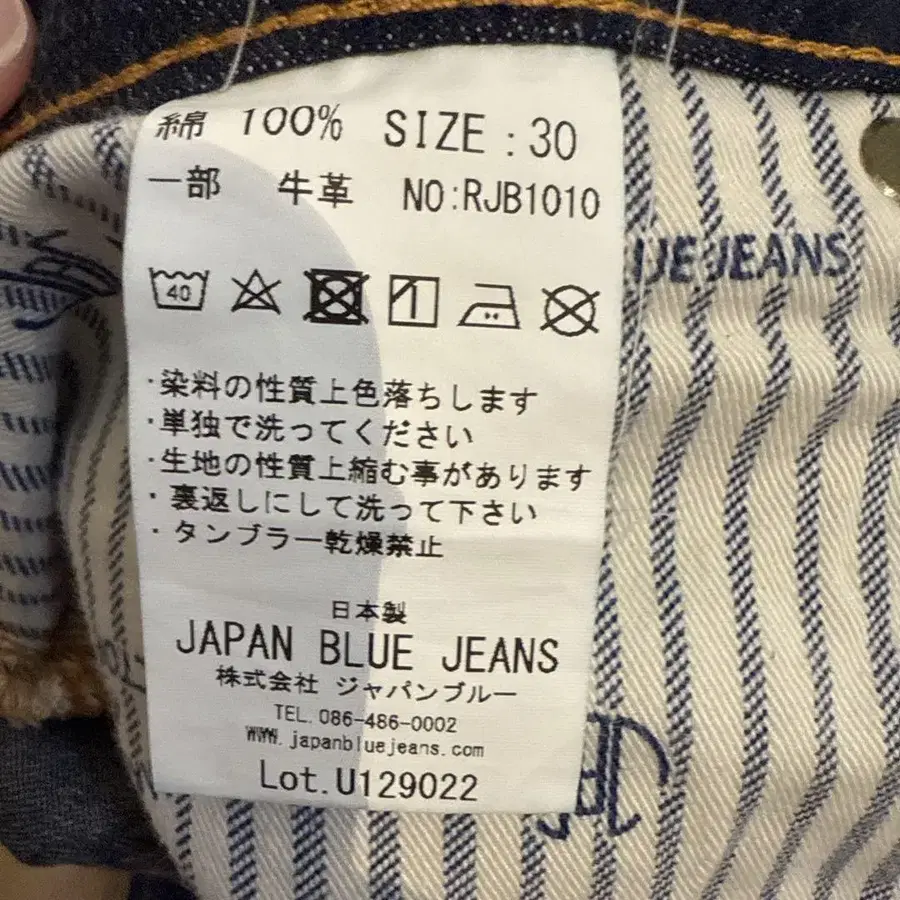 綿 100% SIZE : 30
一部 牛革 NO:RJB1010
40
・染料の性質上色落ちします
・単独で洗ってください
・生地の性質上縮む事があります
・裏返しにして洗って下さい
・タンブラー乾燥禁止
日本製
JAPAN BLUE JEANS
株式会社 ジャパンブルー
TEL. 086-486-0002
www.japanbluejeans.com
Lot.U129022
UE JEANS